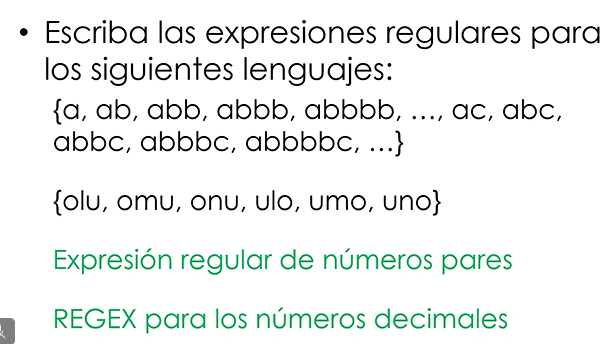 • Escriba las expresiones regulares para
los siguientes lenguajes:
{a, ab, abb, abbb, abbbb, ..., ac, abc,
abbc, abbbc, abbbbc, ...}
{olu, omu, onu, ulo, umo, uno}
Expresión regular de números pares
REGEX para los números decimales